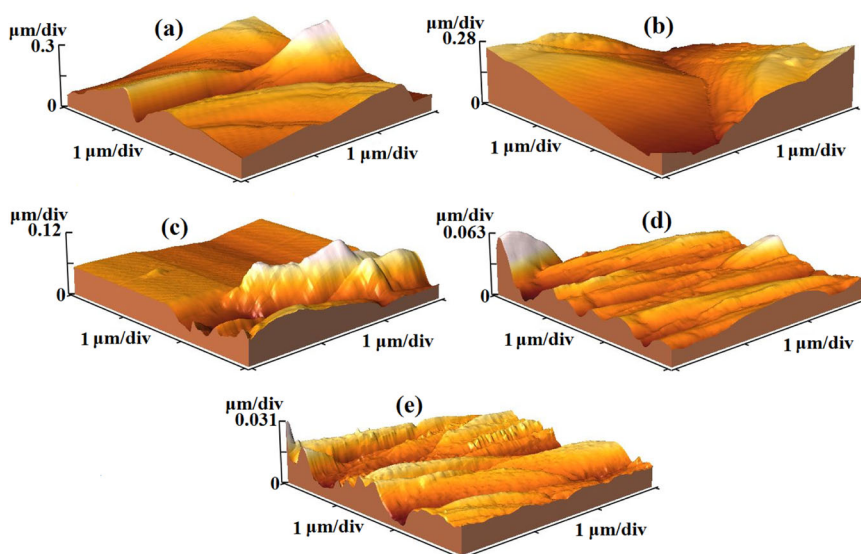 (a)
µm/div
0.3
0
1 µm/div
1 µm/div
(b)
µm/div
0.28
0
1 µm/div
1 µm/div
(c)
µm/div
0.12
0
1 µm/div
1 µm/div
(d)
µm/div
0.063
0
1 µm/div
1 µm/div
(e)
µm/div
0.031
0
1 µm/div
1 µm/div